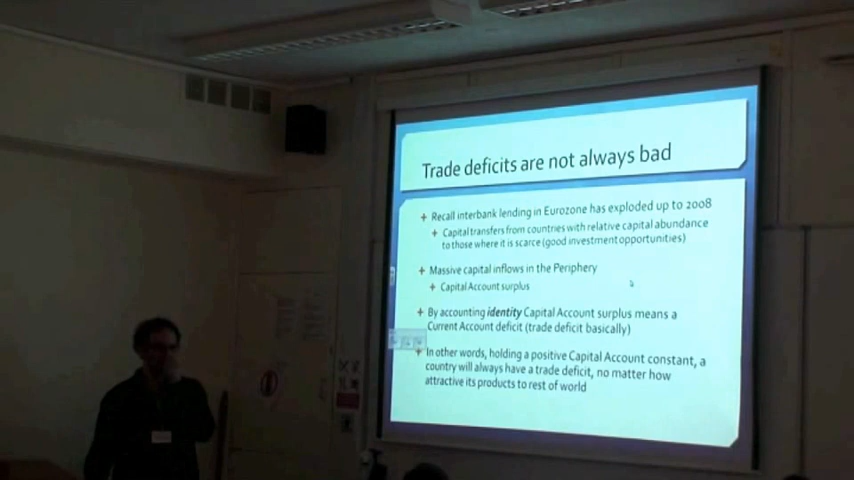 Trade deficits are not always bad
Recall interbank lending in Eurozone has exploded up to 2008
Capital transfers from countries with relative capital abundance
to those where it is scarce (good investment opportunities)
Massive capital inflows in the Periphery
Capital Account surplus
By accounting identity Capital Account surplus means a
Current Account deficit (trade deficit basically)
In other words, holding a positive Capital Account constant, a
country will always have a trade deficit, no matter how
attractive its products to rest of world